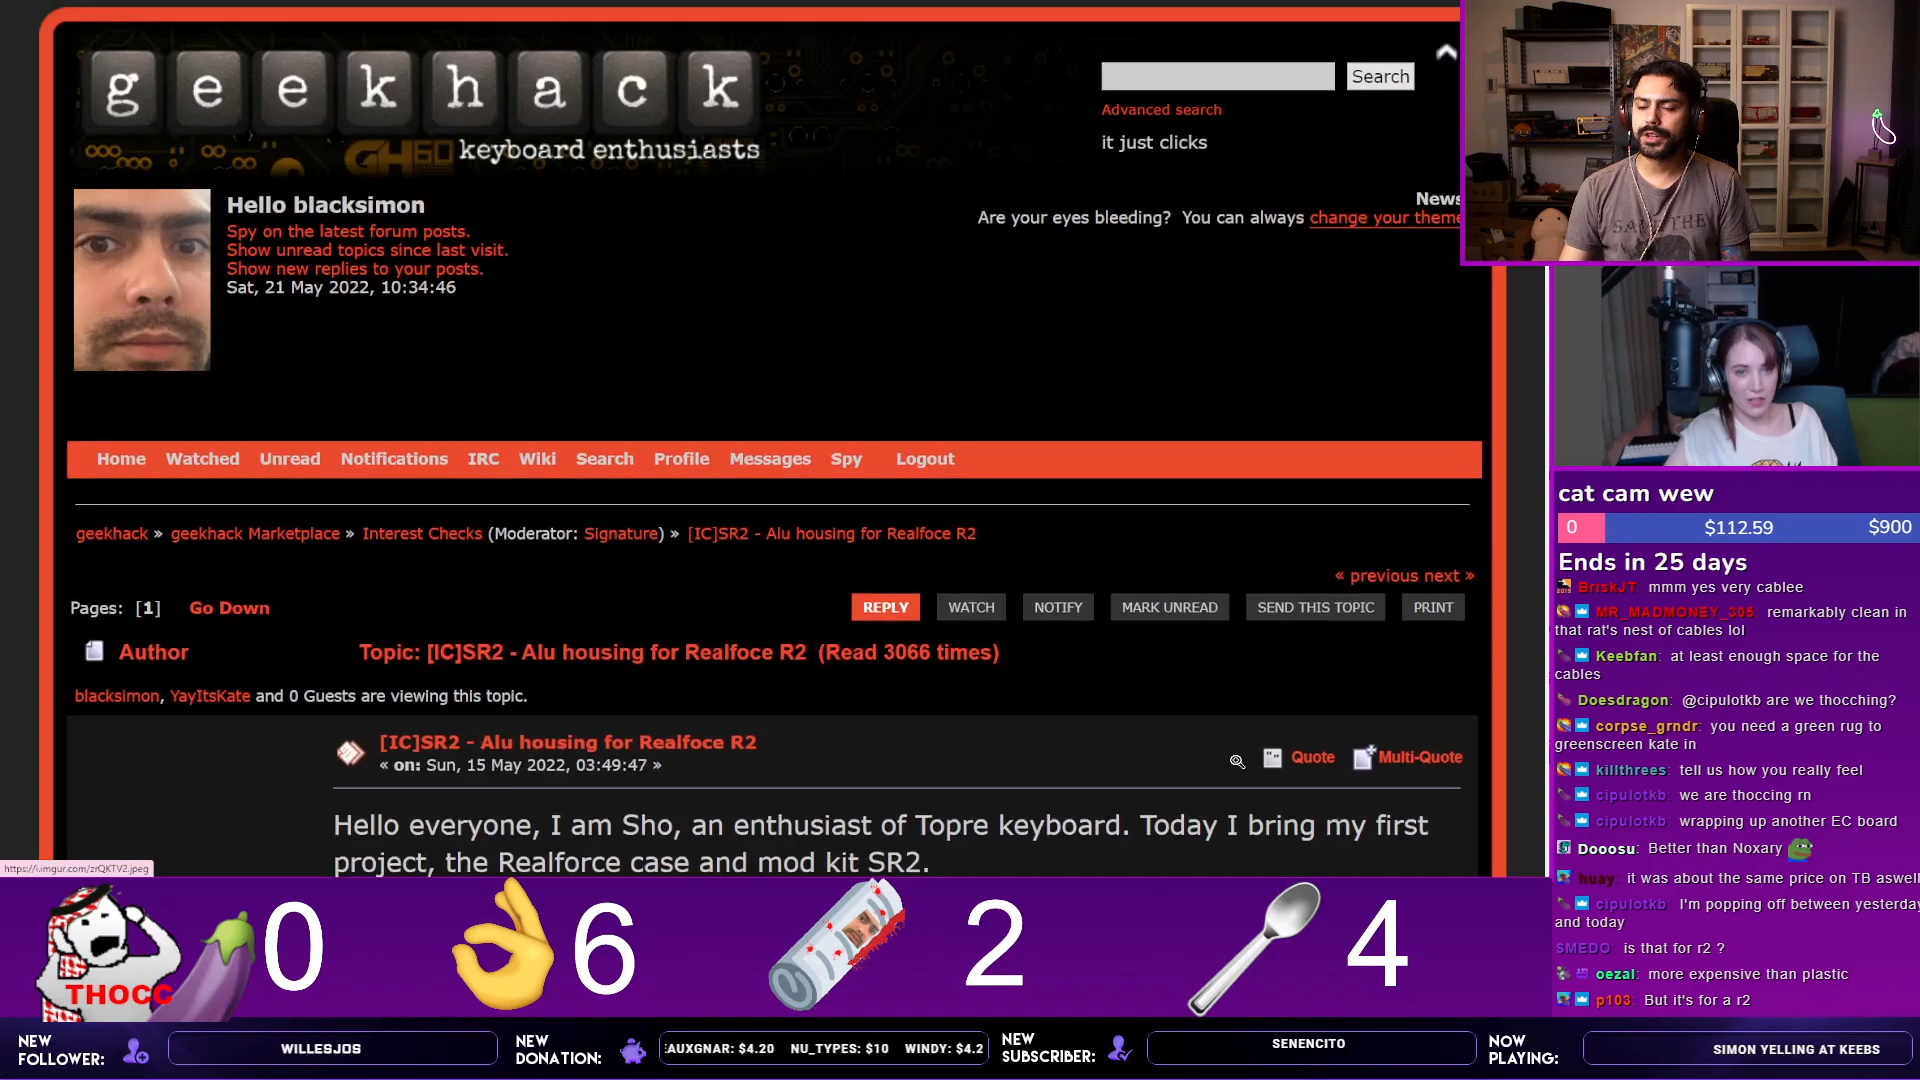 geekhack
keyboard enthusiasts
GH60
Search
Advanced search
it just clicks
Hello blacksimon
Spy on the latest forum posts.
Show unread topics since last visit.
Show new replies to your posts.
Sat, 21 May 2022, 10:34:46
News
Are your eyes bleeding? You can always change your theme
Home Watched Unread Notifications IRC Wiki Search Profile Messages Spy Logout
geekhack » geekhack Marketplace » Interest Checks (Moderator: Signature) » [IC]SR2 - Alu housing for Realfoce R2
« previous next »
Pages: [1] Go Down
REPLY WATCH NOTIFY MARK UNREAD SEND THIS TOPIC PRINT
Author Topic: [IC]SR2 - Alu housing for Realfoce R2 (Read 3066 times)
blacksimon, YayItsKate and 0 Guests are viewing this topic.
[IC]SR2 - Alu housing for Realfoce R2
« on: Sun, 15 May 2022, 03:49:47 »
Quote Multi-Quote
Hello everyone, I am Sho, an enthusiast of Topre keyboard. Today I bring my first
project, the Realforce case and mod kit SR2.
https://i.imgur.com/zrQKTV2.jpeg
SAVE THE
cat cam wew
0 $112.59 $900
Ends in 25 days
BriskJT: mmm yes very cablee
MR_MADMONEY_305: remarkably clean in
that rat's nest of cables lol
Keebfan: at least enough space for the
cables
Doesdragon: @cipulotkb are we thocching?
corpse_grndr: you need a green rug to
greenscreen kate in
killthrees: tell us how you really feel
cipulotkb: we are thoccing rn
cipulotkb: wrapping up another EC board
Dooosu: Better than Noxary
huay: it was about the same price on TB aswell
cipulotkb: I'm popping off between yesterday
and today
SMEDO: is that for r2 ?
oezal: more expensive than plastic
p103: But it's for a r2
THOCC 0 6 2 4
NEW
FOLLOWER: WILLESJOS
NEW
DONATION: :AUXGNAR: $4.20 NU_TYPES: $10 WINDY: $4.2
NEW
SUBSCRIBER: SENENCITO
NOW
PLAYING: SIMON YELLING AT KEEBS